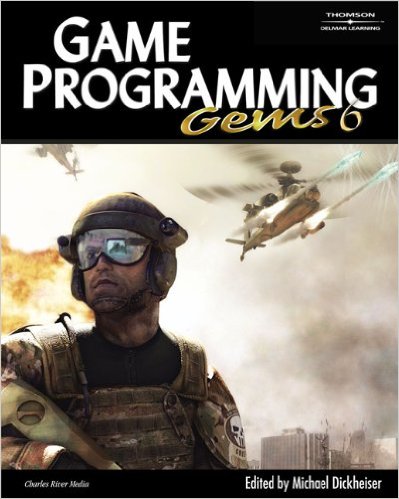 THOMSON
DELMAR LEARNING
GAME
PROGRAMMING
Gems 6
Charles River Media
Edited by Michael Dickheiser